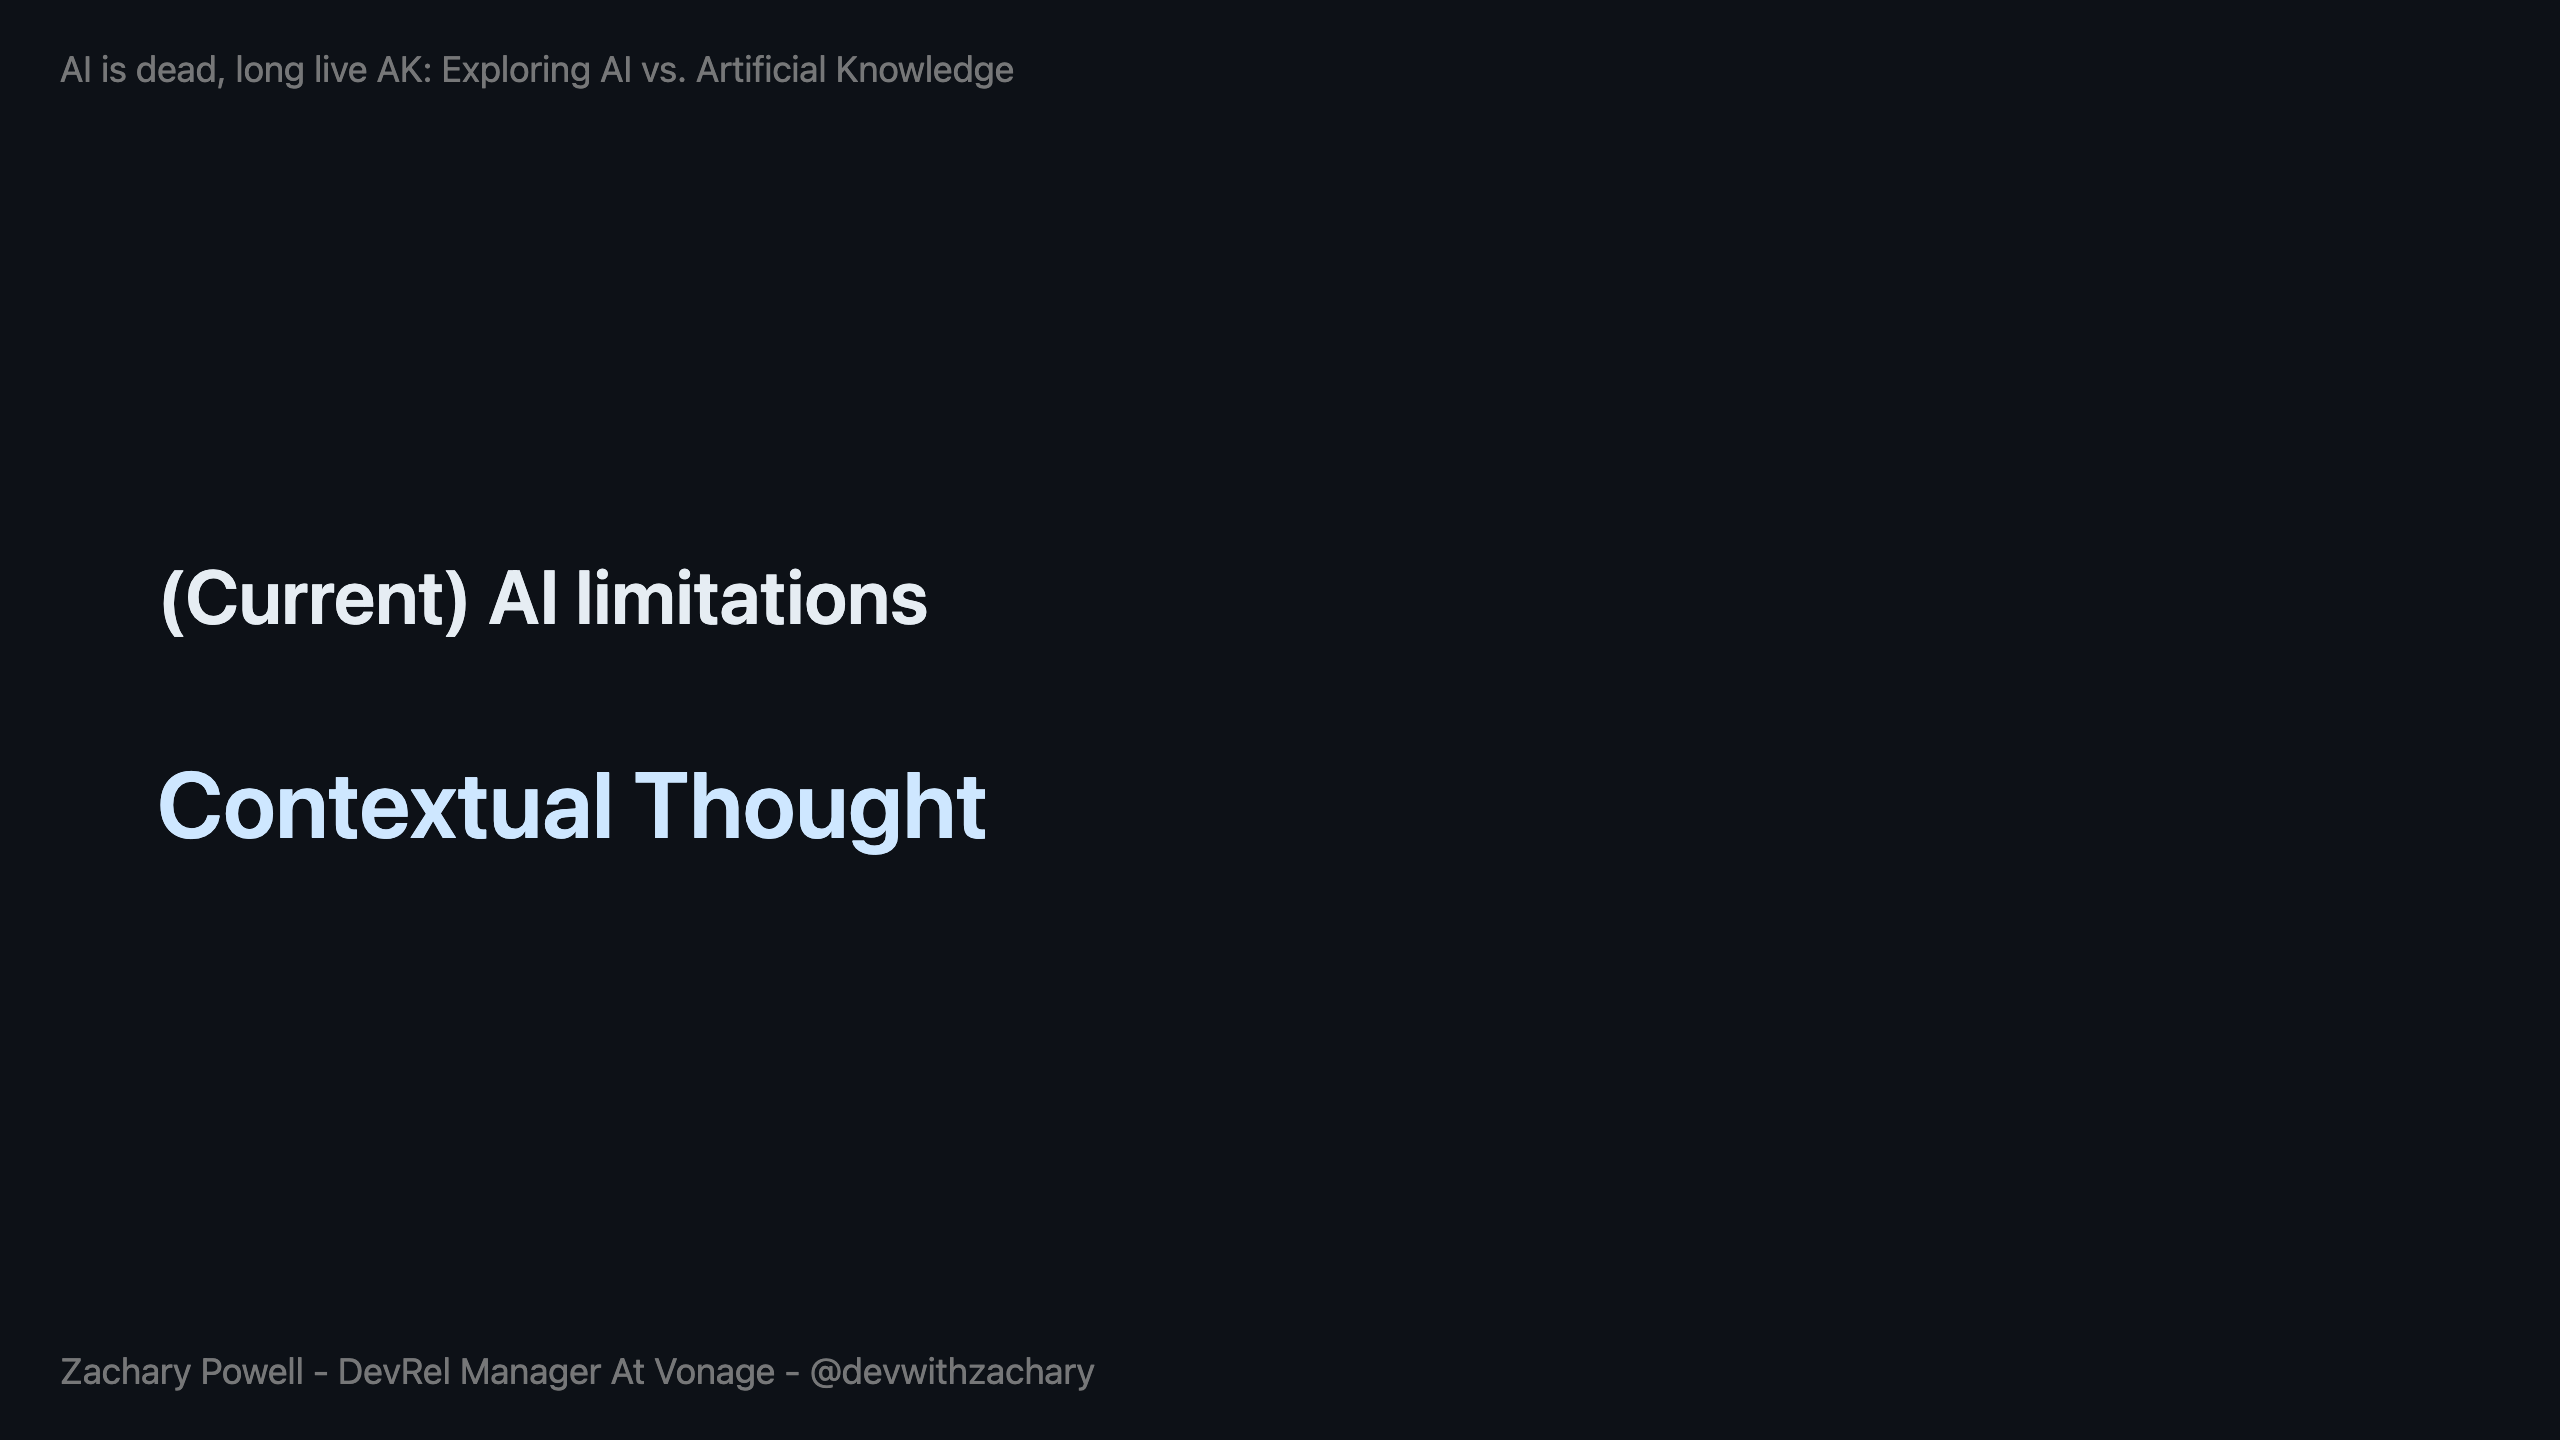 AI is dead, long live AK: Exploring AI vs. Artificial Knowledge
(Current) AI limitations
Contextual Thought
Zachary Powell - DevRel Manager At Vonage - @devwithzachary